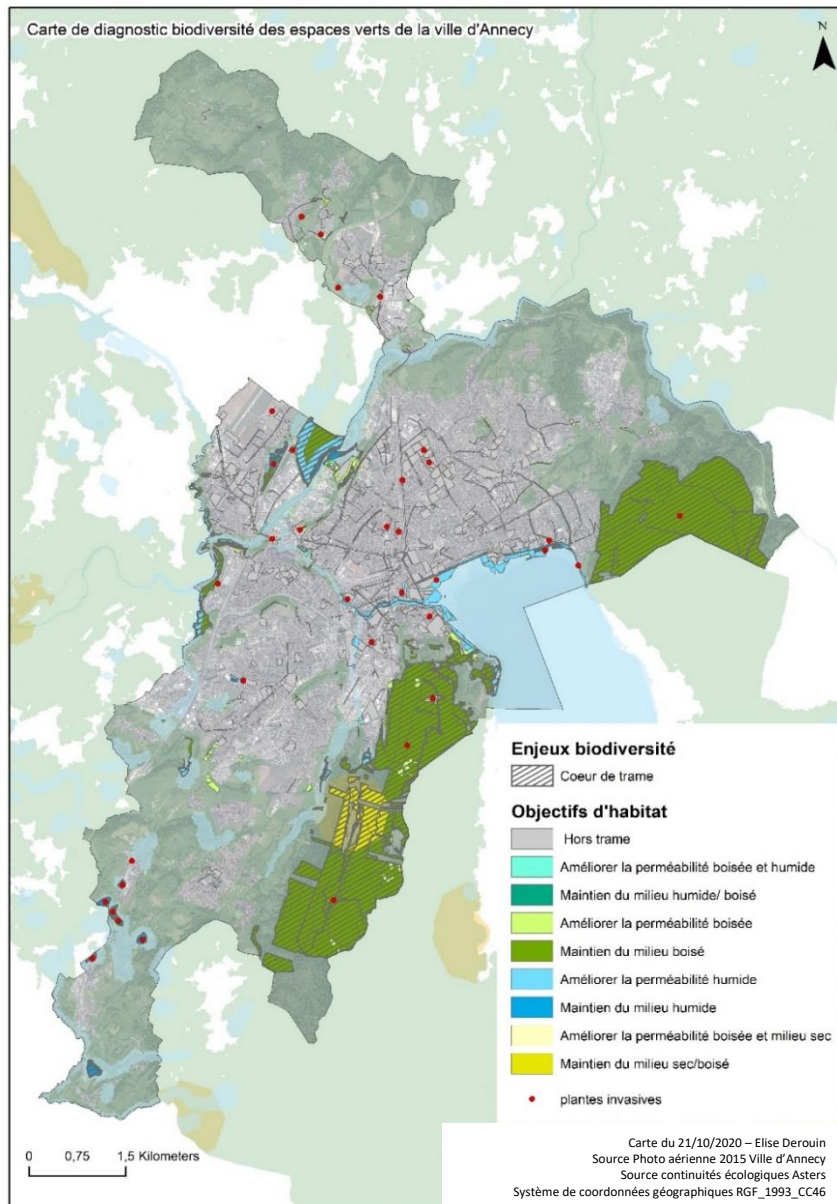 Carte de diagnostic biodiversité des espaces verts de la ville d'Annecy
N
Enjeux biodiversité
Coeur de trame
Objectifs d'habitat
Hors trame
Améliorer la perméabilité boisée et humide
Maintien du milieu humide/ boisé
Améliorer la perméabilité boisée
Maintien du milieu boisé
Améliorer la perméabilité humide
Maintien du milieu humide
Améliorer la perméabilité boisée et milieu sec
Maintien du milieu sec/boisé
plantes invasives
0 0,75 1,5 Kilometers
Carte du 21/10/2020 – Elise Derouin
Source Photo aérienne 2015 Ville d'Annecy
Source continuités écologiques Asters
Système de coordonnées géographiques RGF_1993_CC46